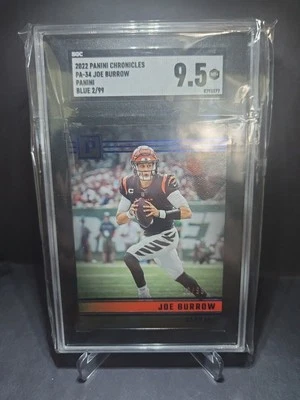 SGC
2022 PANINI CHRONICLES
PA-34 JOE BURROW
PANINI
BLUE 2/99
9.5
JOE BURROW